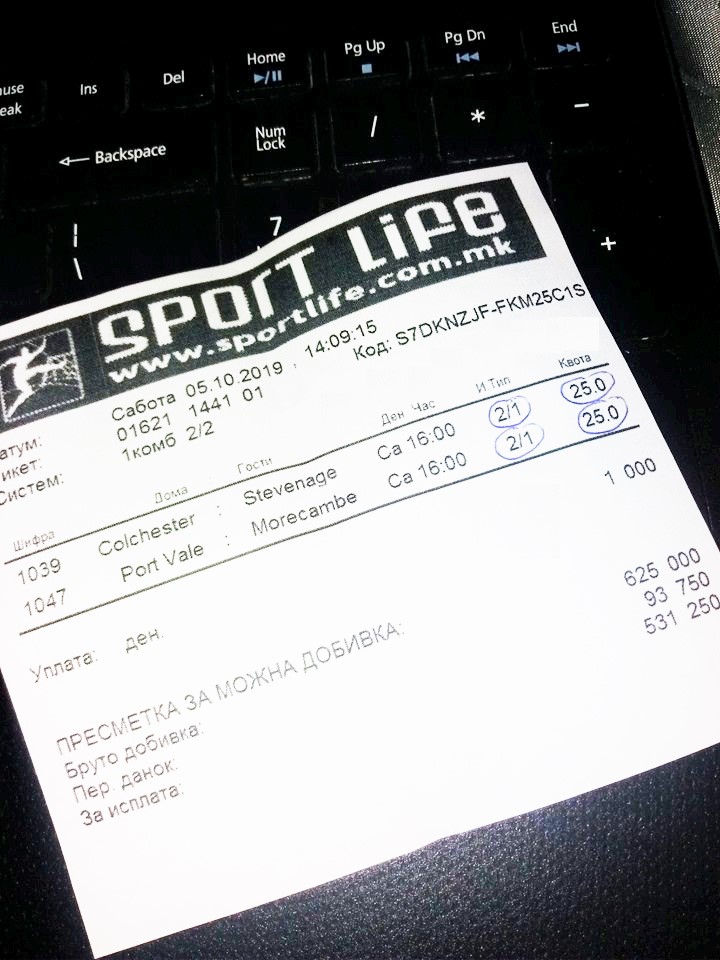 Ins
Del
Home
Pg Up
Pg Dn
End
Backspace
Num
Lock
/
*
-
7
+
|
\
SPORT LIFE
www.sportlife.com.mk
Сабота 05.10.2019 , 14:09:15
01621 1441 01 Код: S7DKNZJF-FKM25C1S
Систем: 1комб 2/2
Шифра Дома Гости Ден Час И.Тип Квота
1039 Colchester : Stevenage Са 16:00 2/1 25.0
1047 Port Vale : Morecambe Са 16:00 2/1 25.0
Уплата: ден. 1 000
ПРЕСМЕТКА ЗА МОЖНА ДОБИВКА:
Бруто добивка: 625 000
Пер. данок: 93 750
За исплата: 531 250